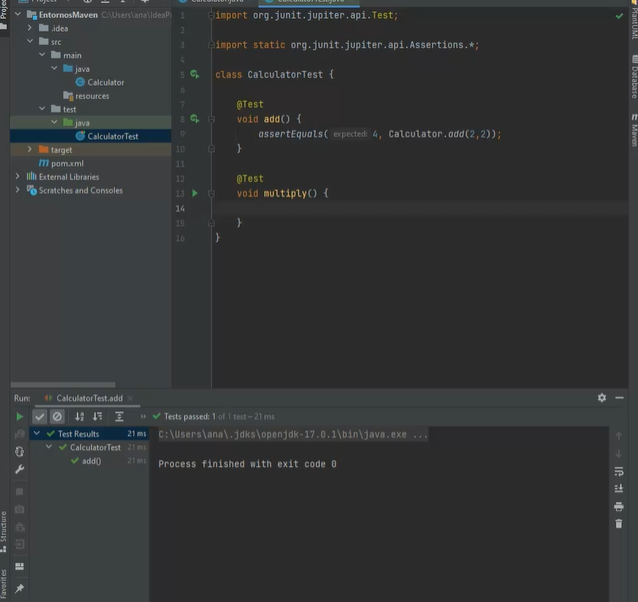 EntornosMaven C:\Users\ana\IdeaP
.idea
src
main
java
Calculator
resources
test
java
CalculatorTest
target
pom.xml
External Libraries
Scratches and Consoles
1 import org.junit.jupiter.api.Test;
2
3 import static org.junit.jupiter.api.Assertions.*;
4
5 class CalculatorTest {
6
7 @Test
8 void add() {
9 assertEquals( expected: 4, Calculator.add(2,2));
10 }
11
12 @Test
13 void multiply() {
14
15 }
16 }
PlantUML
Database
Maven
Run: CalculatorTest.add
Tests passed: 1 of 1 test – 21 ms
Test Results 21 ms
CalculatorTest 21 ms
add() 21 ms
C:\Users\ana\.jdks\openjdk-17.0.1\bin\java.exe ...
Process finished with exit code 0
Structure
Favorites